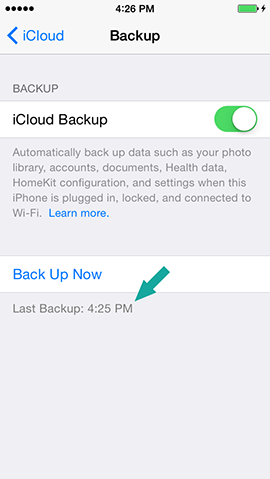 4:26 PM
iCloud
Backup
BACKUP
iCloud Backup
Automatically back up data such as your photo
library, accounts, documents, Health data,
HomeKit configuration, and settings when this
iPhone is plugged in, locked, and connected to
Wi-Fi. Learn more.
Back Up Now
Last Backup: 4:25 PM